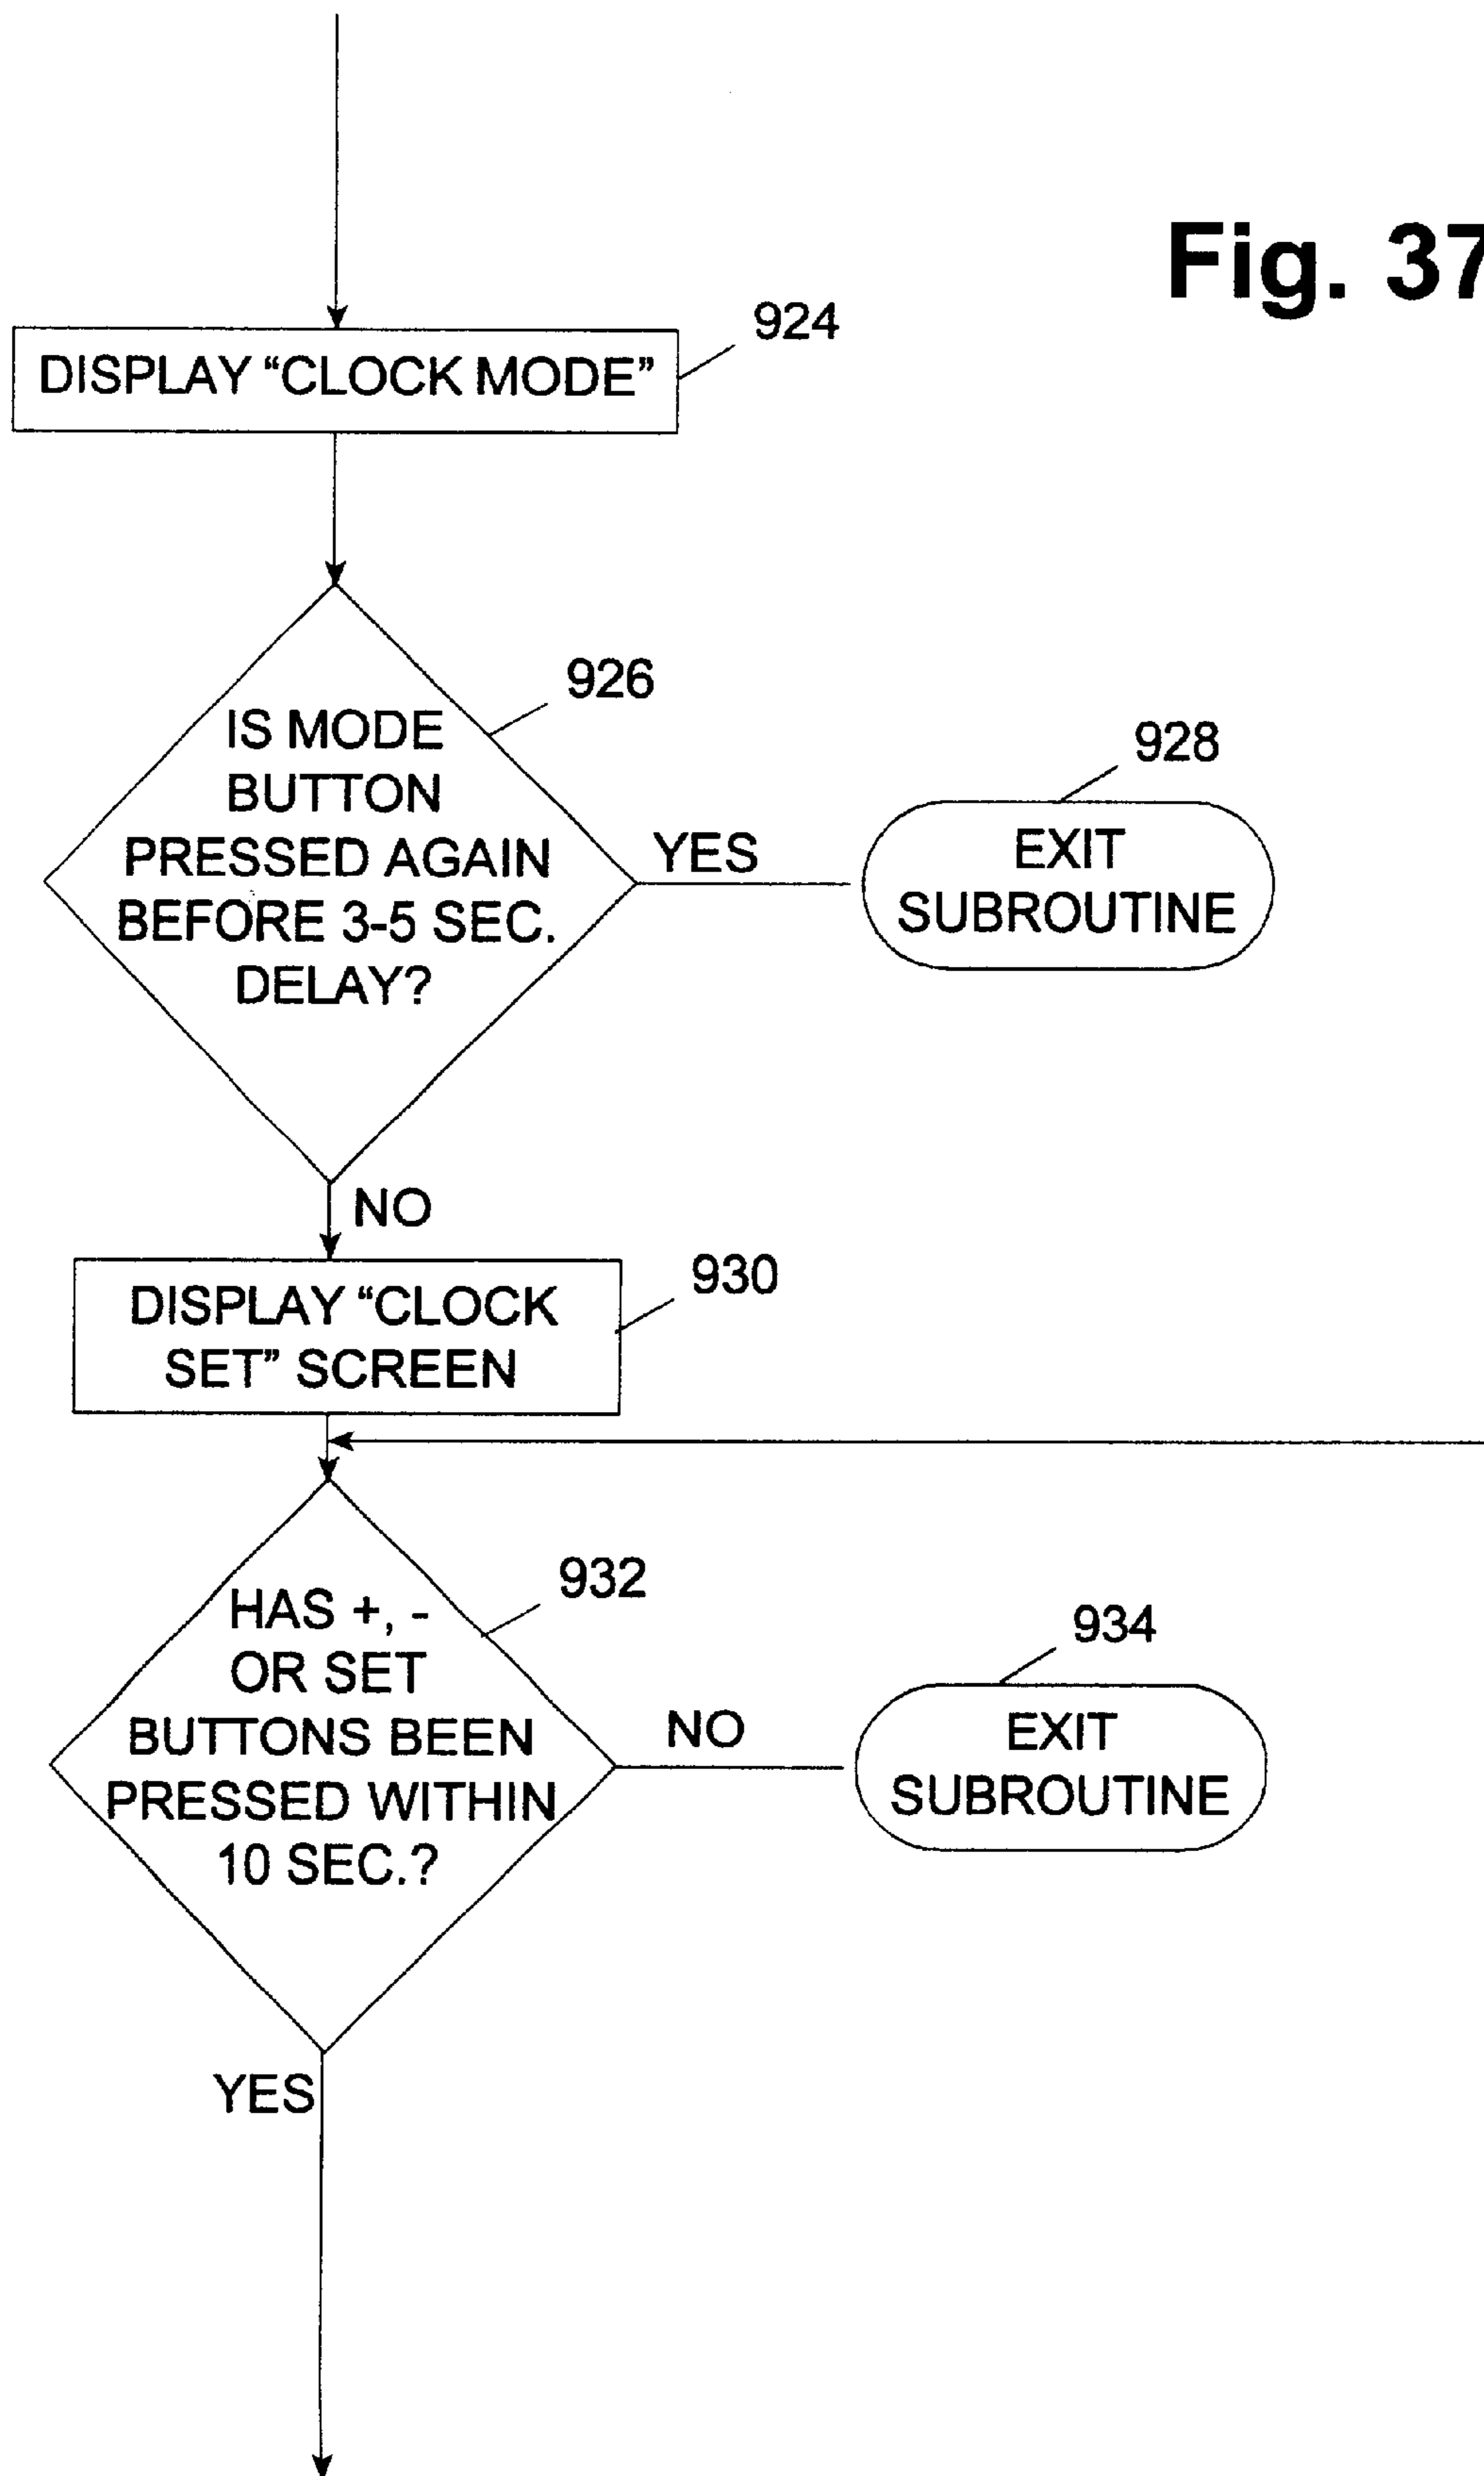 Fig. 37
924
DISPLAY “CLOCK MODE”
926
IS MODE
BUTTON
PRESSED AGAIN
BEFORE 3-5 SEC.
DELAY?
YES
928
EXIT
SUBROUTINE
NO
930
DISPLAY “CLOCK
SET” SCREEN
932
HAS +, -
OR SET
BUTTONS BEEN
PRESSED WITHIN
10 SEC.?
NO
934
EXIT
SUBROUTINE
YES